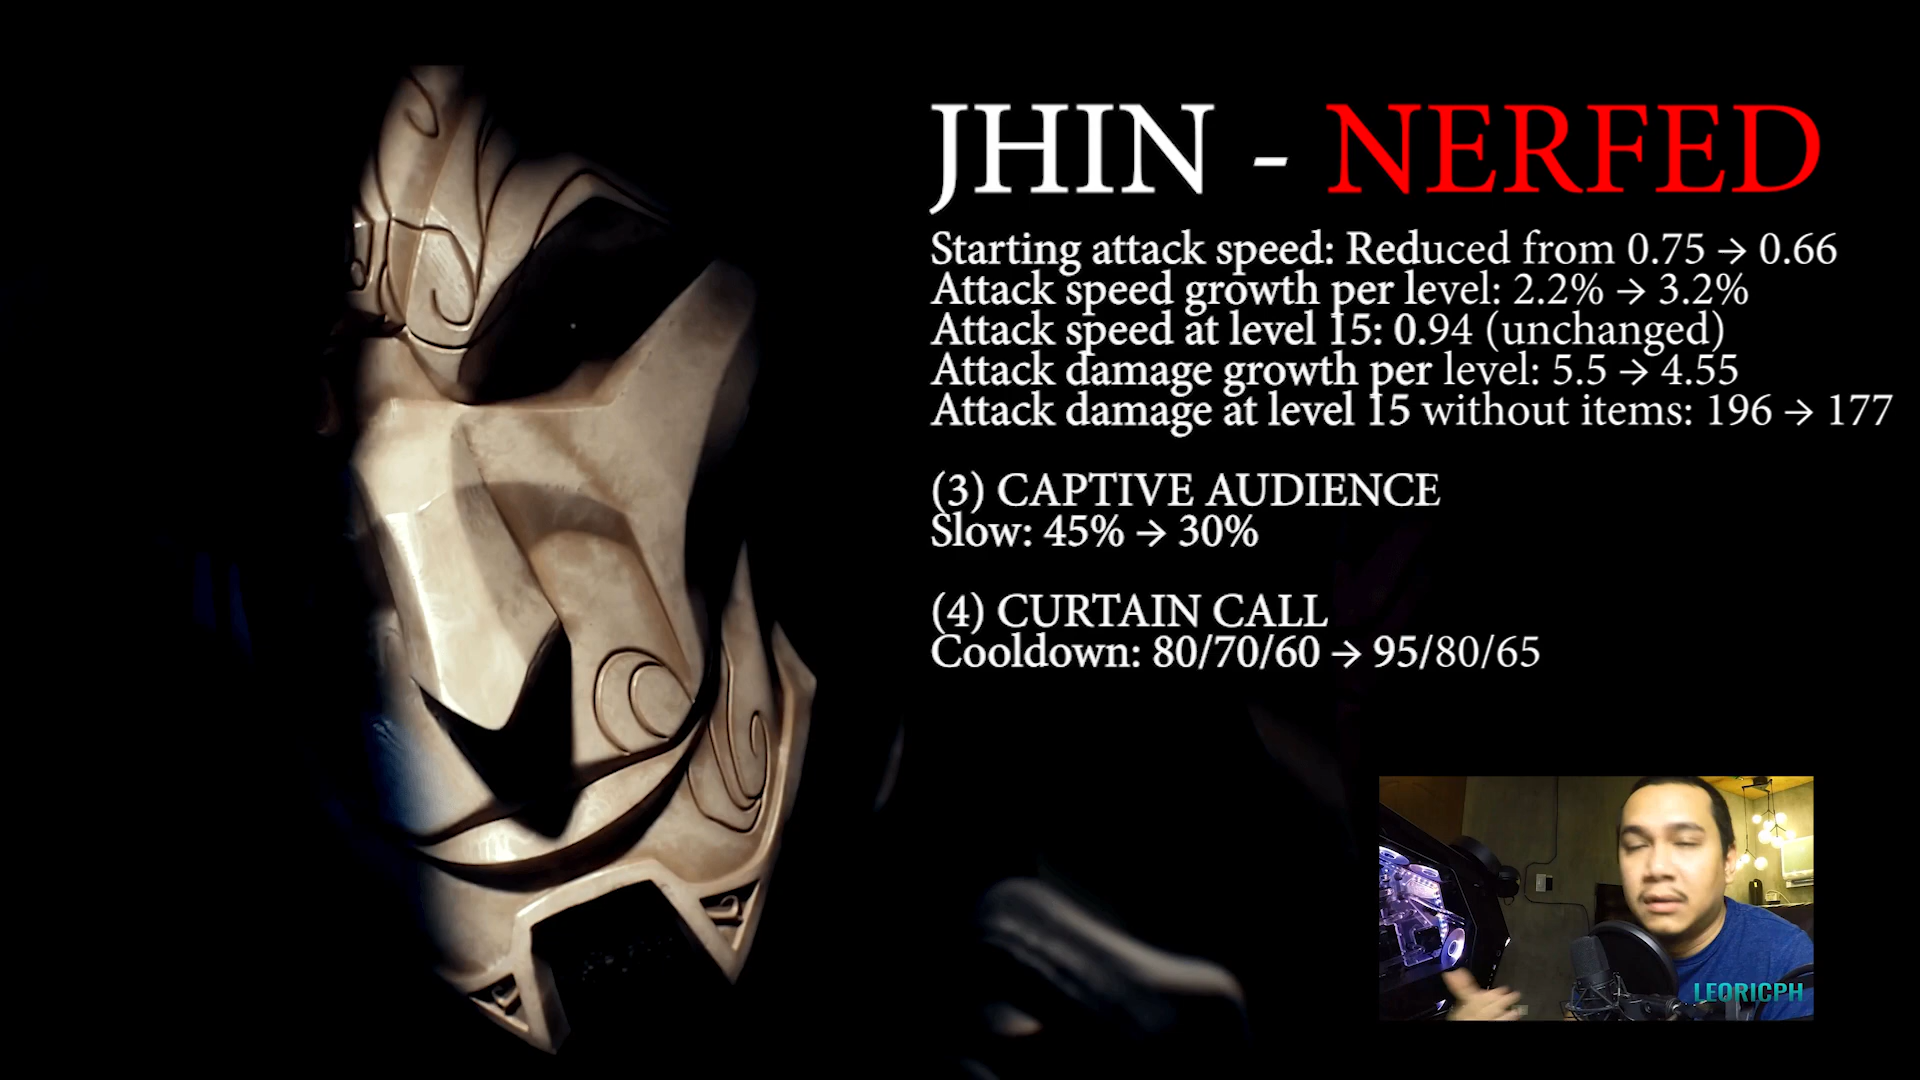 JHIN - NERFED
Starting attack speed: Reduced from 0.75 → 0.66
Attack speed growth per level: 2.2% → 3.2%
Attack speed at level 15: 0.94 (unchanged)
Attack damage growth per level: 5.5 → 4.55
Attack damage at level 15 without items: 196 → 177
(3) CAPTIVE AUDIENCE
Slow: 45% → 30%
(4) CURTAIN CALL
Cooldown: 80/70/60 → 95/80/65
LEORICPH